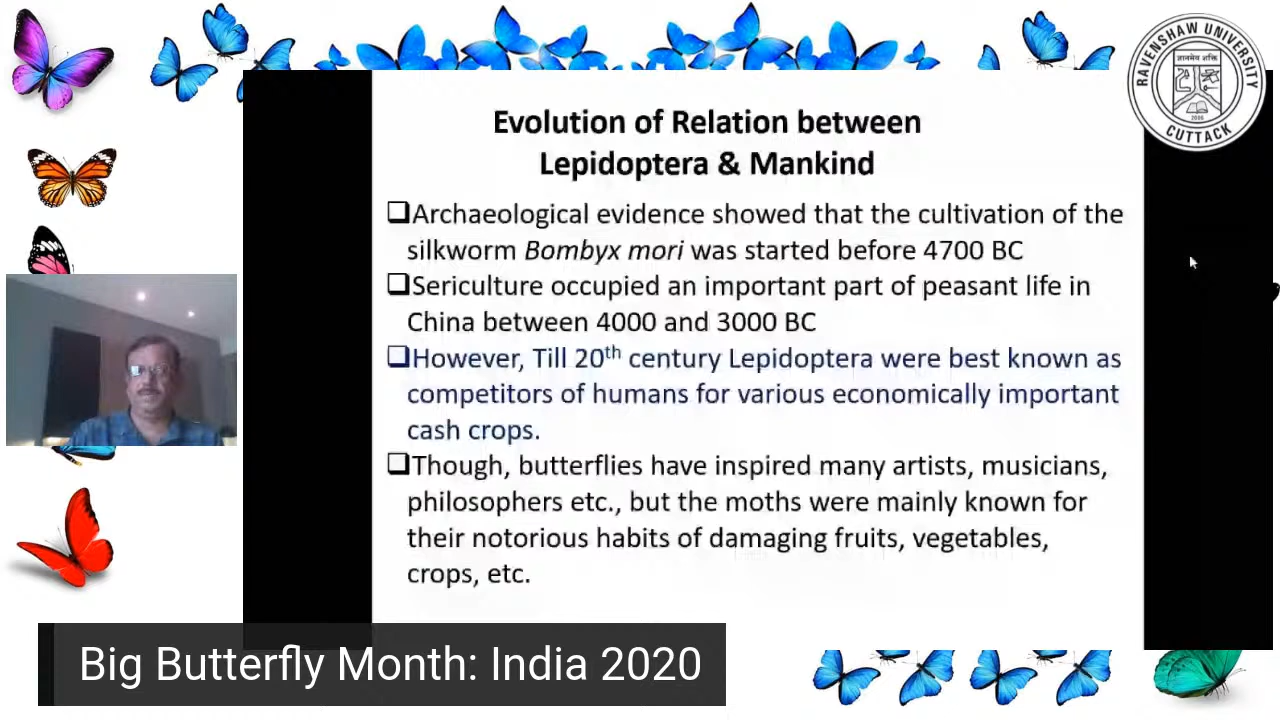 RAVENSHAW UNIVERSITY
ज्ञानमेव शक्ति
2006
CUTTACK
Evolution of Relation between
Lepidoptera & Mankind
❑Archaeological evidence showed that the cultivation of the
silkworm Bombyx mori was started before 4700 BC
❑Sericulture occupied an important part of peasant life in
China between 4000 and 3000 BC
❑However, Till 20th century Lepidoptera were best known as
competitors of humans for various economically important
cash crops.
❑Though, butterflies have inspired many artists, musicians,
philosophers etc., but the moths were mainly known for
their notorious habits of damaging fruits, vegetables,
crops, etc.
Big Butterfly Month: India 2020